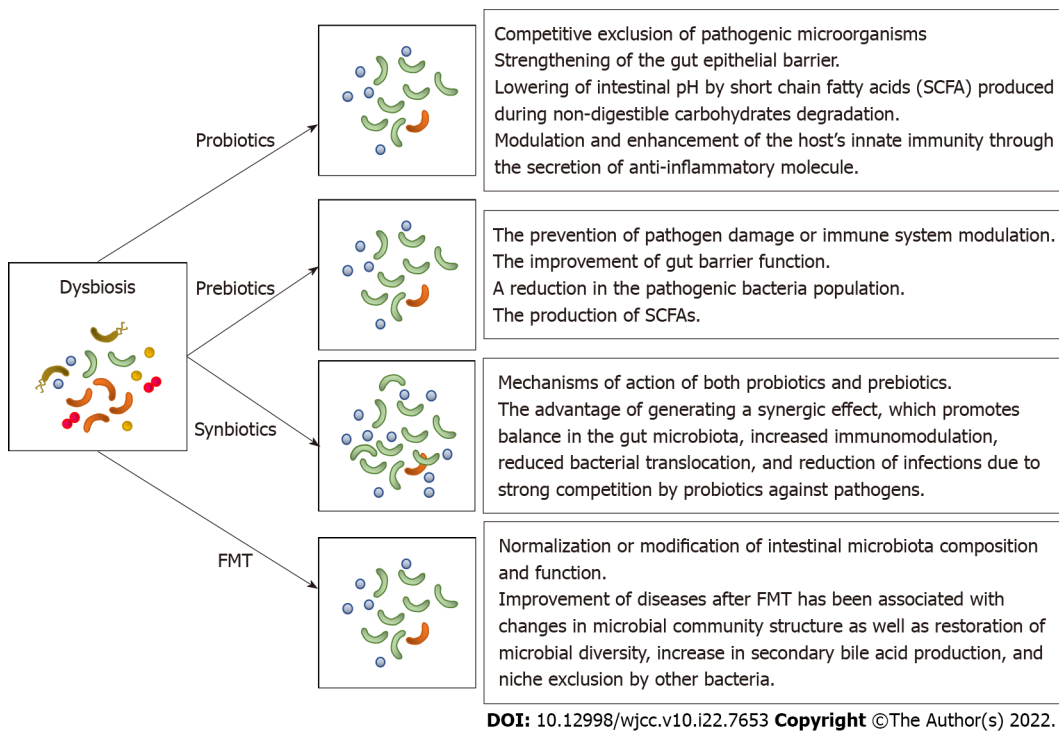 Dysbiosis
Probiotics
Competitive exclusion of pathogenic microorganisms
Strengthening of the gut epithelial barrier.
Lowering of intestinal pH by short chain fatty acids (SCFA) produced
during non-digestible carbohydrates degradation.
Modulation and enhancement of the host's innate immunity through
the secretion of anti-inflammatory molecule.
Prebiotics
The prevention of pathogen damage or immune system modulation.
The improvement of gut barrier function.
A reduction in the pathogenic bacteria population.
The production of SCFAs.
Synbiotics
Mechanisms of action of both probiotics and prebiotics.
The advantage of generating a synergic effect, which promotes
balance in the gut microbiota, increased immunomodulation,
reduced bacterial translocation, and reduction of infections due to
strong competition by probiotics against pathogens.
FMT
Normalization or modification of intestinal microbiota composition
and function.
Improvement of diseases after FMT has been associated with
changes in microbial community structure as well as restoration of
microbial diversity, increase in secondary bile acid production, and
niche exclusion by other bacteria.
DOI: 10.12998/wjcc.v10.i22.7653 Copyright ©The Author(s) 2022.